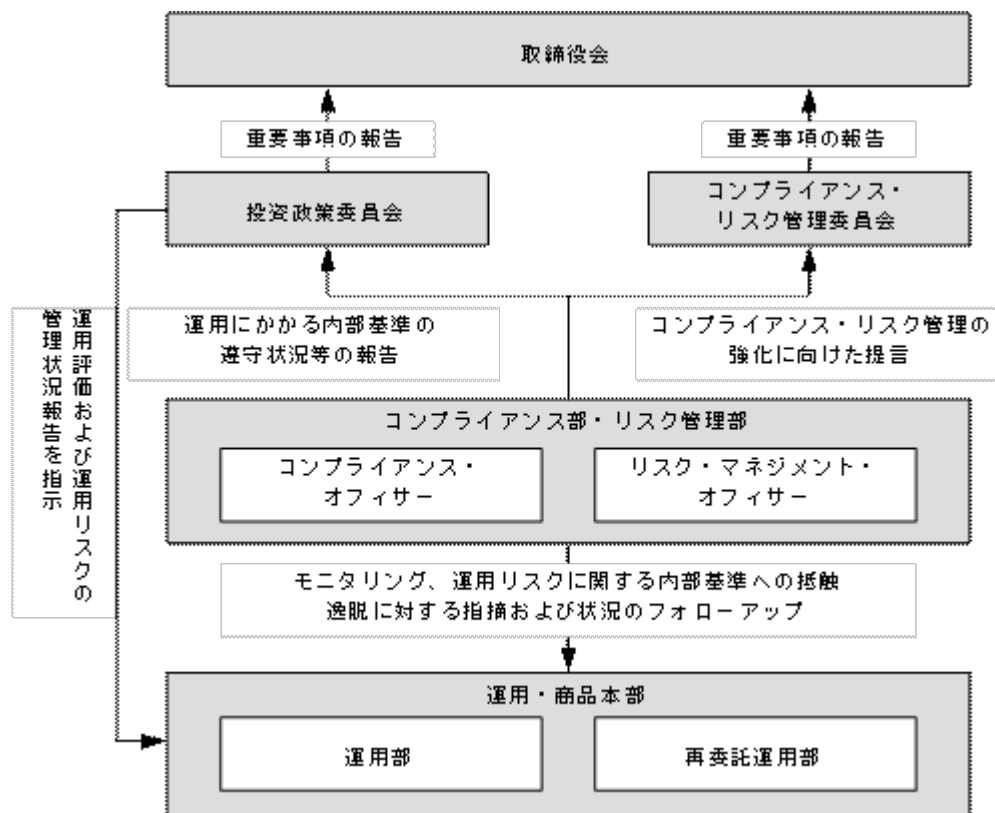 取締役会
重要事項の報告
重要事項の報告
投資政策委員会
コンプライアンス・
リスク管理委員会
運用評価および運用リスクの
管理状況報告を指示
運用にかかる内部基準の
遵守状況等の報告
コンプライアンス・リスク管理の
強化に向けた提言
コンプライアンス部・リスク管理部
コンプライアンス・
オフィサー
リスク・マネジメント・
オフィサー
モニタリング、運用リスクに関する内部基準への抵触
逸脱に対する指摘および状況のフォローアップ
運用・商品本部
運用部
再委託運用部